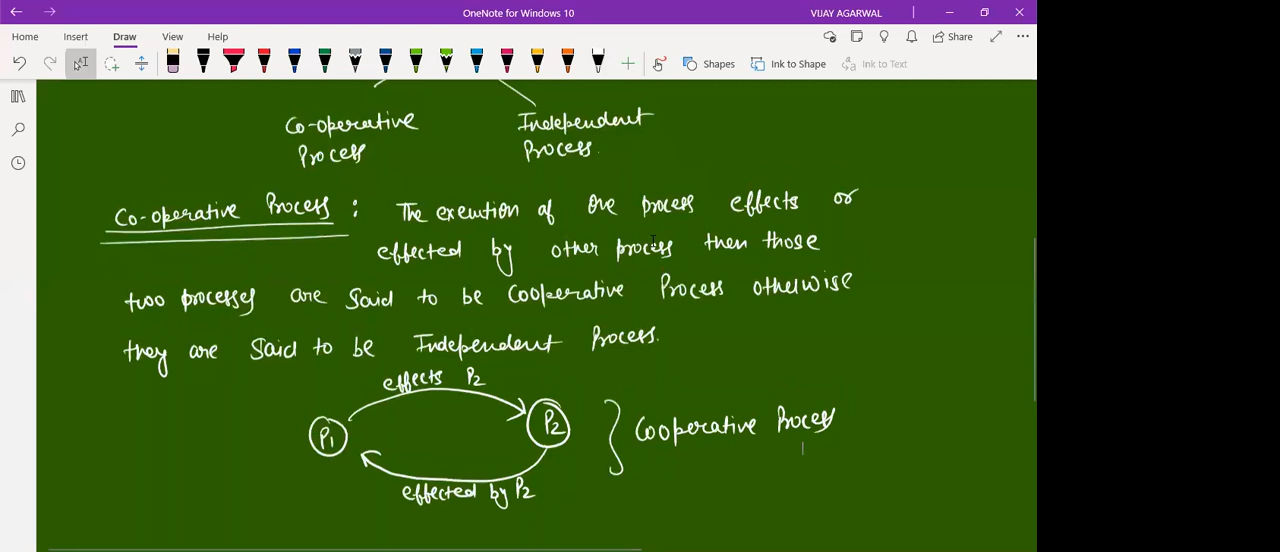 OneNote for Windows 10
VIJAY AGARWAL
Home Insert Draw View Help
Share
Shapes Ink to Shape Ink to Text
Co-operative Process
Independent Process.
Co-operative Process : The exeution of one process effects or
effected by other process then those
two processes are said to be Cooperative Process otherwise
they are said to be Independent Process.
effects P2
P1
P2
Cooperative Process
effected by P2